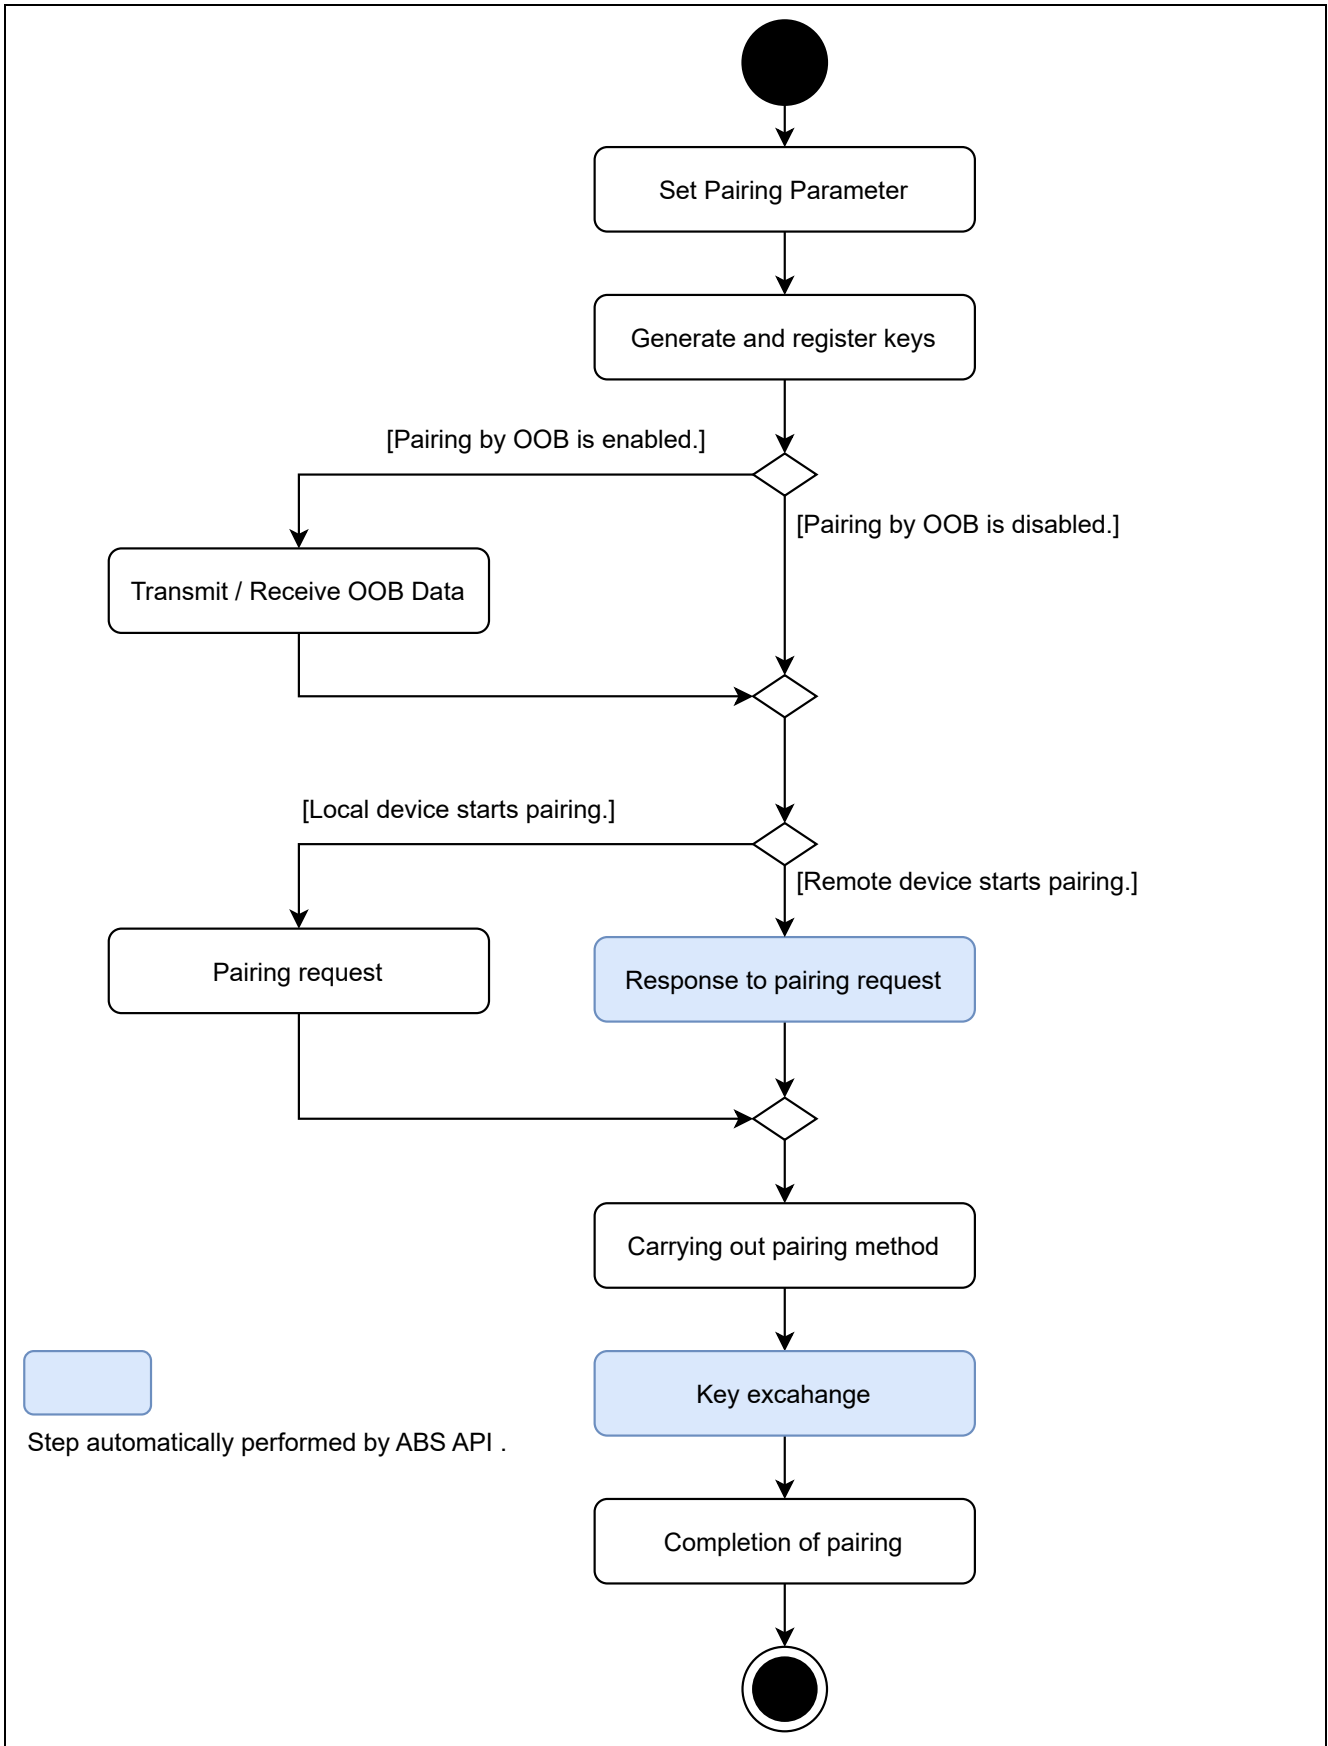 Set Pairing Parameter
Generate and register keys
[Pairing by OOB is enabled.]
[Pairing by OOB is disabled.]
Transmit / Receive OOB Data
[Local device starts pairing.]
[Remote device starts pairing.]
Pairing request
Response to pairing request
Carrying out pairing method
Key excahange
Step automatically performed by ABS API .
Completion of pairing